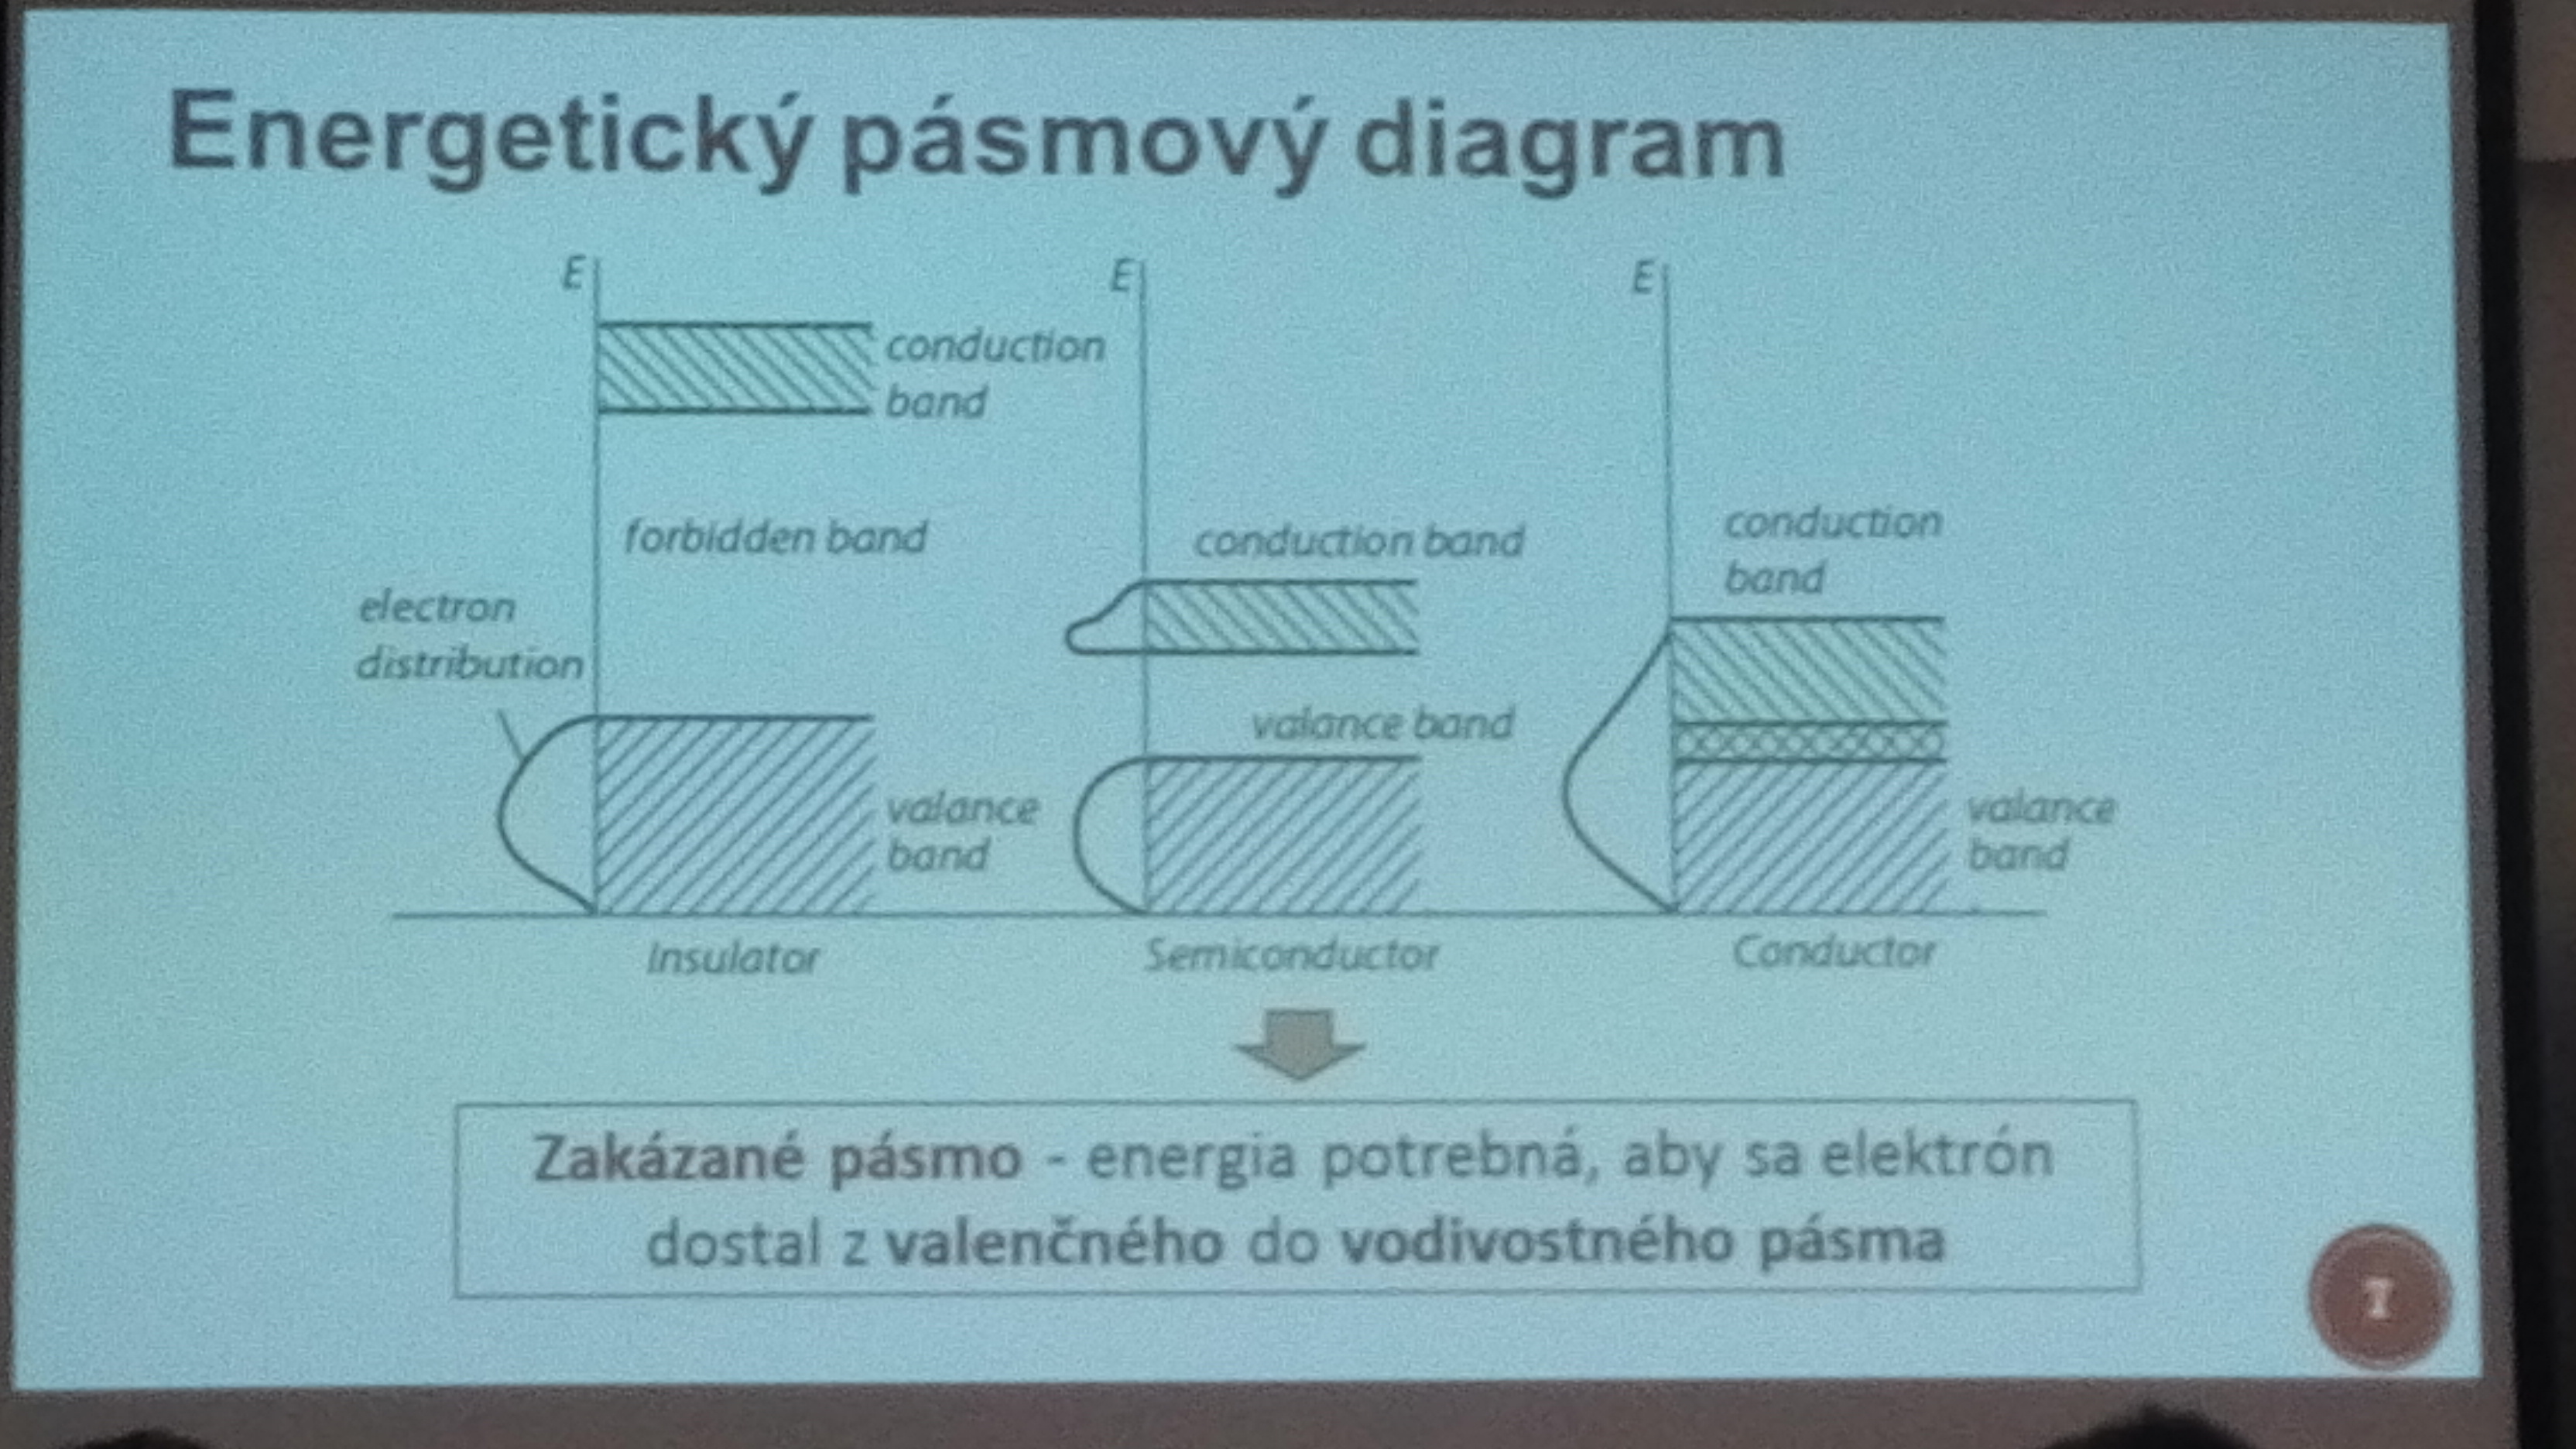 Energetický pásmový diagram
E
conduction
band
forbidden band
electron
distribution
valance
band
Insulator
E
conduction band
valance band
Semiconductor
E
conduction
band
valance
band
Conductor
Zakázané pásmo - energia potrebná, aby sa elektrón
dostal z valenčného do vodivostného pásma